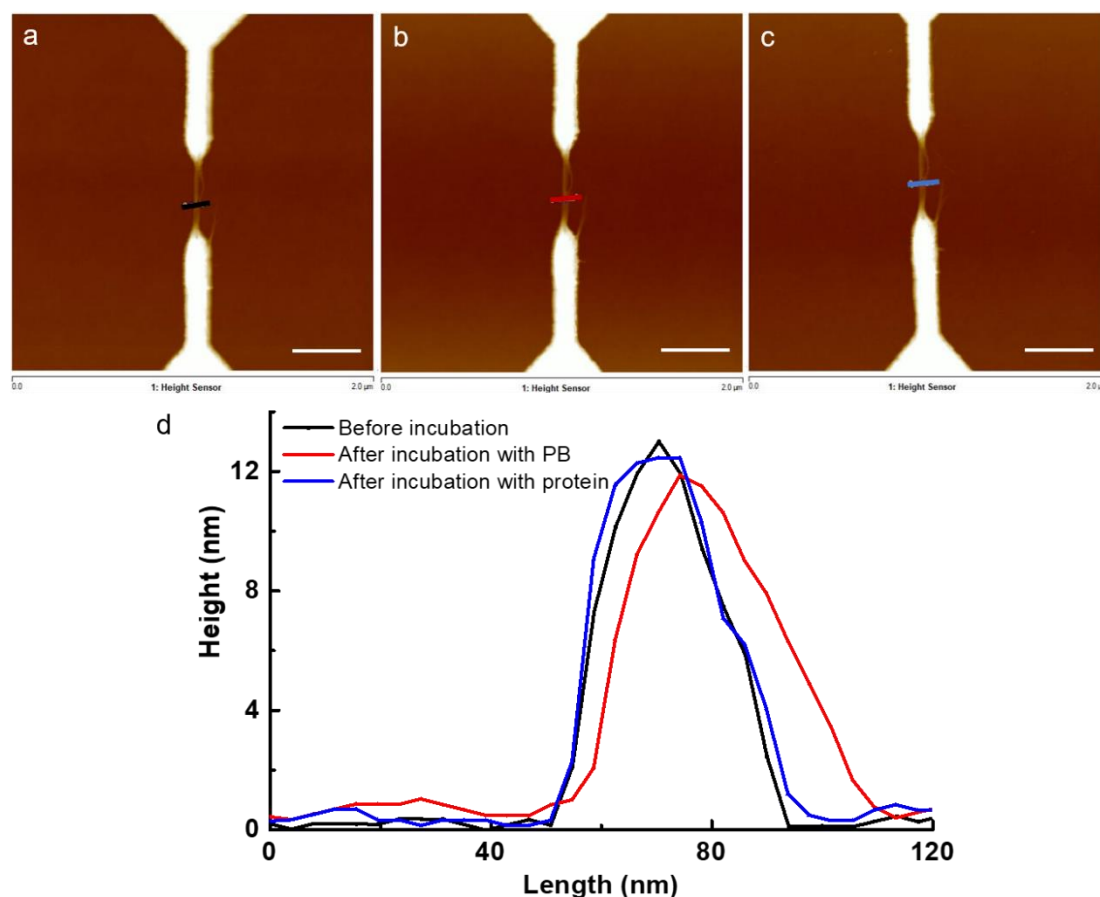 a
b
c
0.0 1: Height Sensor 2.0 µm
0.0 1: Height Sensor 2.0 µm
0.0 1: Height Sensor 2.0 µm
d
Before incubation
After incubation with PB
After incubation with protein
Height (nm)
12
8
4
0
0 40 80 120
Length (nm)